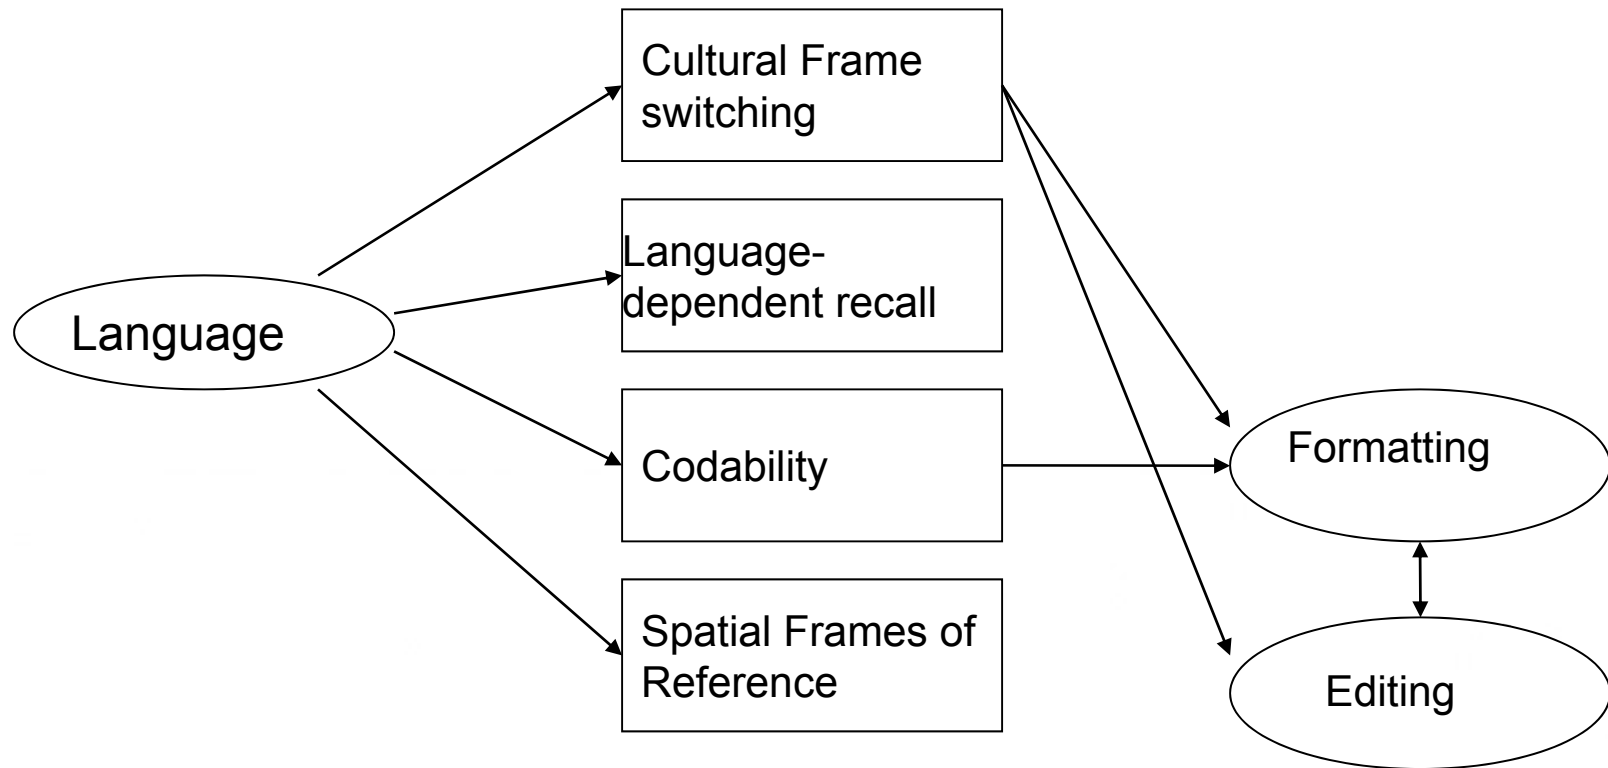 Cultural Frame
switching
Language-
dependent recall
Language
Codability
Formatting
Spatial Frames of
Reference
Editing